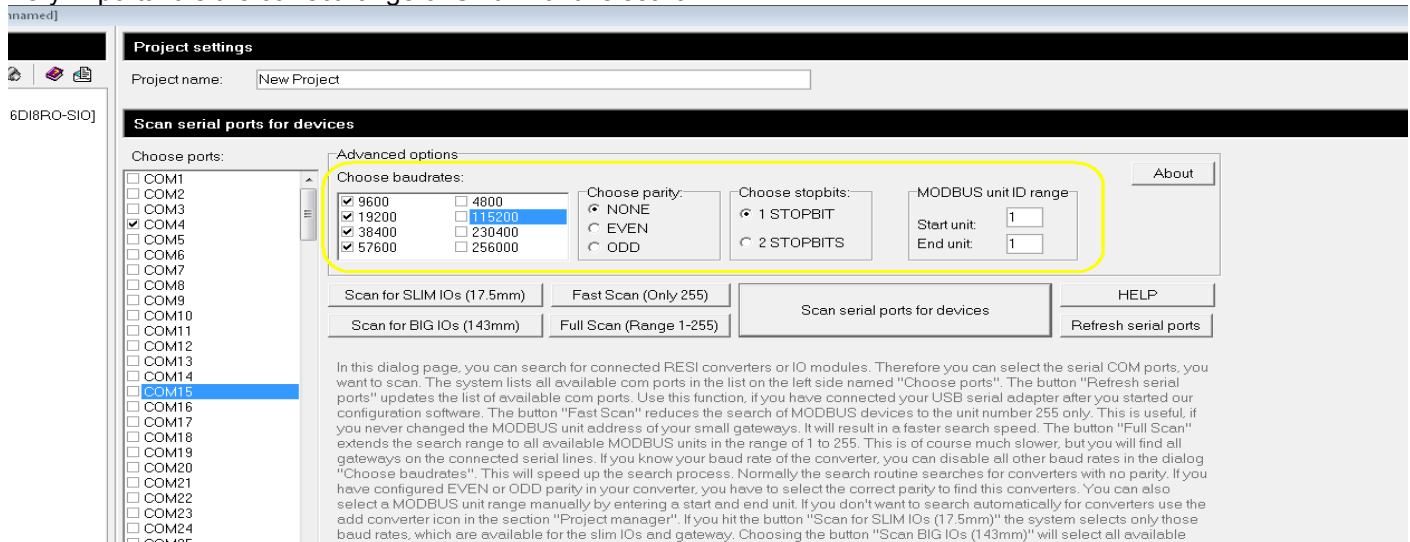 nnamed]
Project settings
Project name: New Project
6DI8RO-SIO]
Scan serial ports for devices
Choose ports:
COM1
COM2
COM3
COM4
COM5
COM6
COM7
COM8
COM9
COM10
COM11
COM12
COM13
COM14
COM15
COM16
COM17
COM18
COM19
COM20
COM21
COM22
COM23
COM24
Advanced options
Choose baudrates:
9600 4800
19200 115200
38400 230400
57600 256000
Choose parity:
NONE
EVEN
ODD
Choose stopbits:
1 STOPBIT
2 STOPBITS
MODBUS unit ID range
Start unit: 1
End unit: 1
About
Scan for SLIM IOs (17.5mm) Fast Scan (Only 255)
Scan for BIG IOs (143mm) Full Scan (Range 1-255)
Scan serial ports for devices
HELP
Refresh serial ports
In this dialog page, you can search for connected RESI converters or IO modules. Therefore you can select the serial COM ports, you
want to scan. The system lists all available com ports in the list on the left side named "Choose ports". The button "Refresh serial
ports" updates the list of available com ports. Use this function, if you have connected your USB serial adapter after you started our
configuration software. The button "Fast Scan" reduces the search of MODBUS devices to the unit number 255 only. This is useful, if
you never changed the MODBUS unit address of your small gateways. It will result in a faster search speed. The button "Full Scan"
extends the search range to all available MODBUS units in the range of 1 to 255. This is of course much slower, but you will find all
gateways on the connected serial lines. If you know your baud rate of the converter, you can disable all other baud rates in the dialog
"Choose baudrates". This will speed up the search process. Normally the search routine searches for converters with no parity. If you
have configured EVEN or ODD parity in your converter, you have to select the correct parity to find this converters. You can also
select a MODBUS unit range manually by entering a start and end unit. If you don't want to search automatically for converters use the
add converter icon in the section "Project manager". If you hit the button "Scan for SLIM IOs (17.5mm)" the system selects only those
baud rates, which are available for the slim IOs and gateway. Choosing the button "Scan BIG IOs (143mm)" will select all available